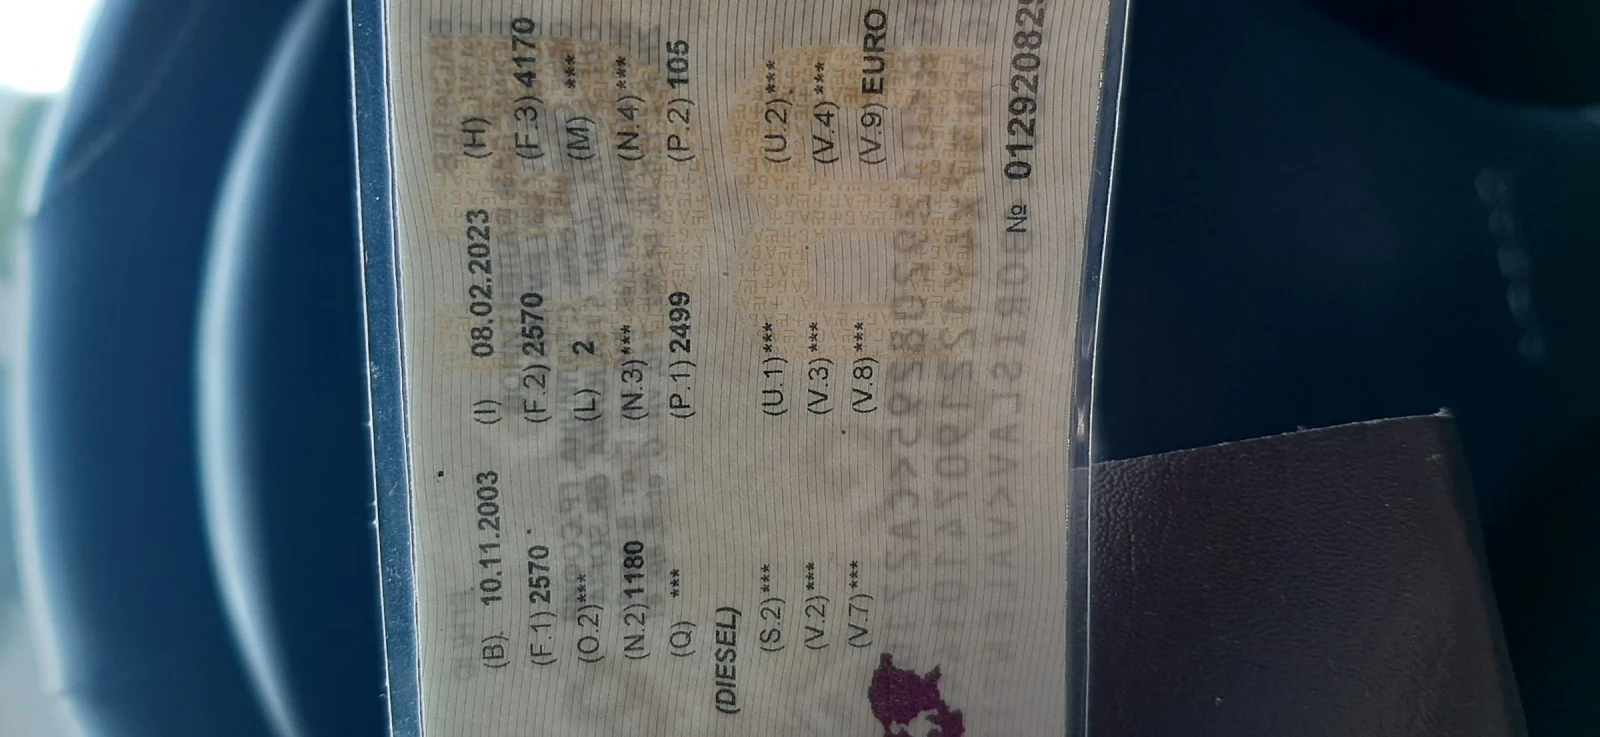 (B). 10.11.2003 (I) 08.02.2023 (H)
(F.1) 2570 (F.2) 2570 (F.3) 4170
(O.2)*** (L) 2 (M) ***
(N.2) 1180 (N.3)*** (N.4)***
(Q) *** (P.1) 2499 (P.2) 105
(DIESEL)
(S.2)*** (U.1)*** (U.2)***
(V.2)*** (V.3)*** (V.4)***
(V.7)*** (V.8)*** (V.9) EURO
№ 012920829